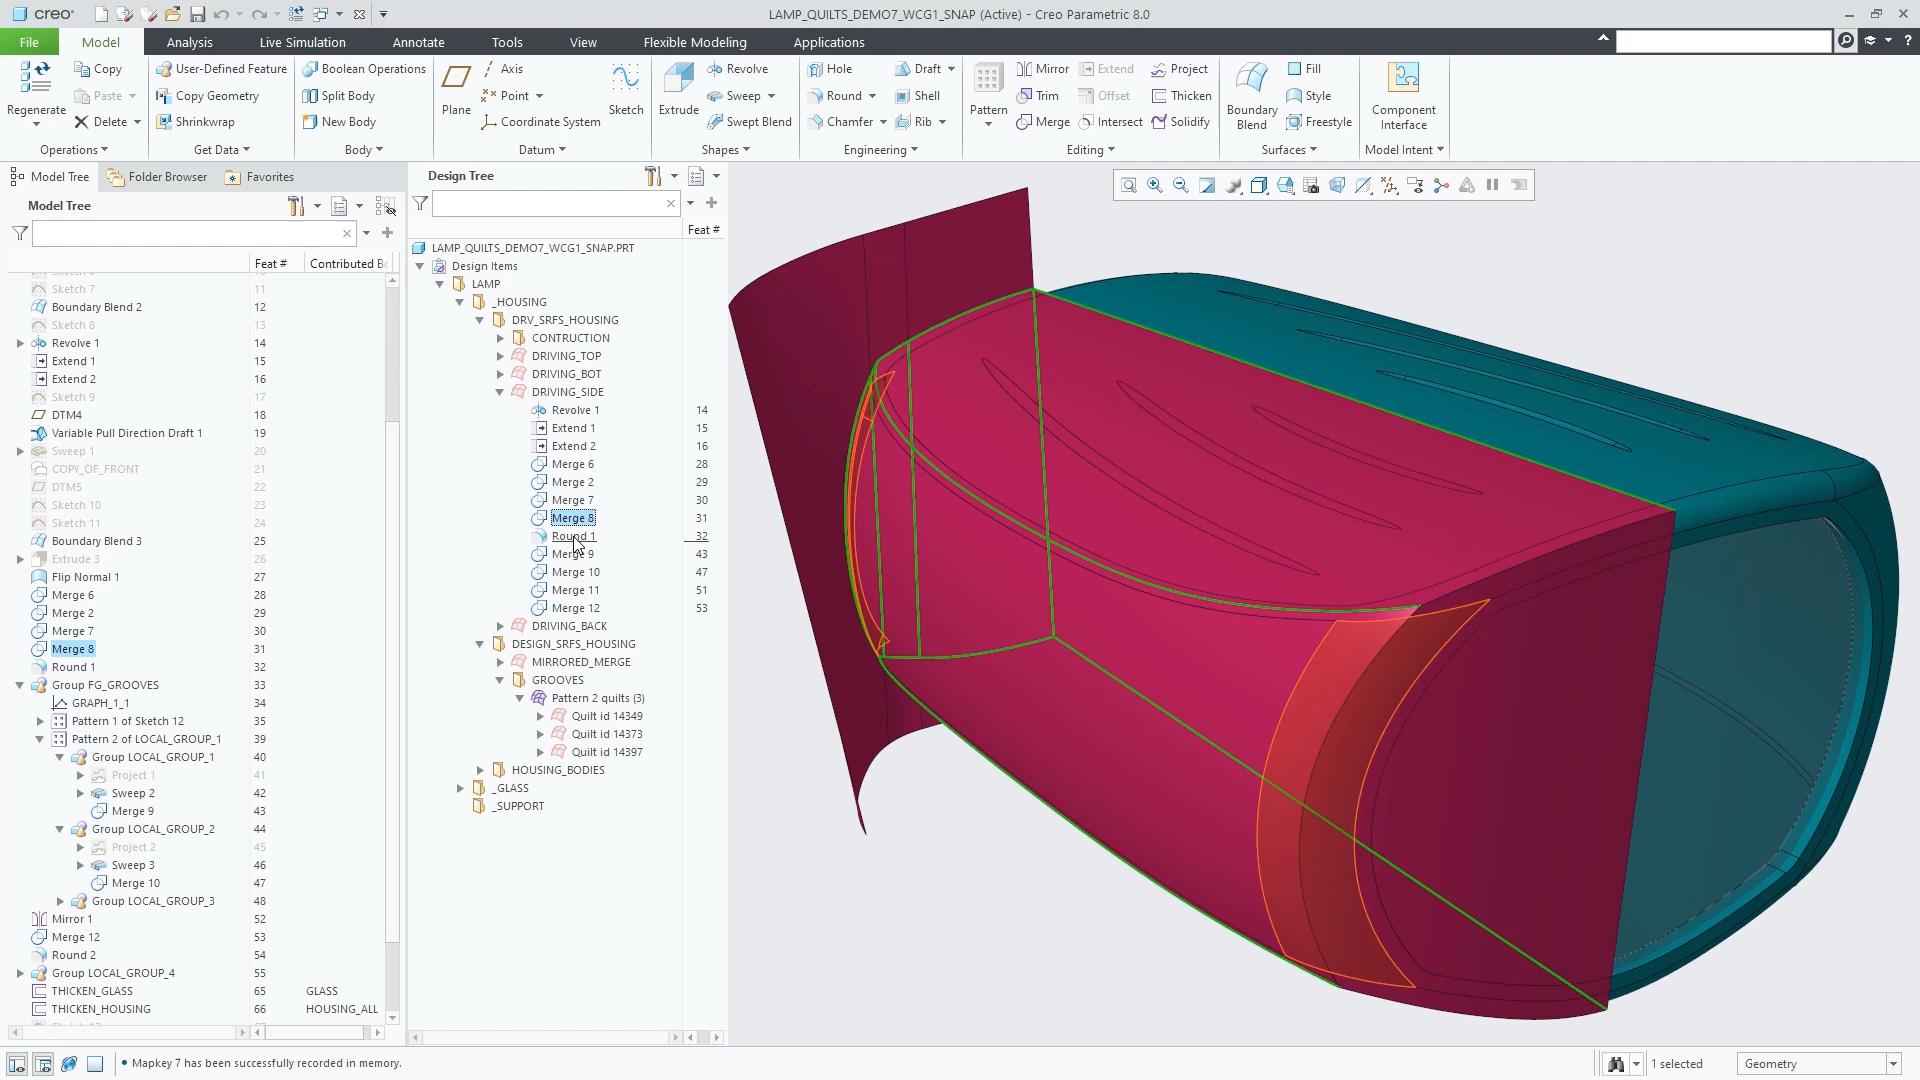 creo
LAMP_QUILTS_DEMO7_WCG1_SNAP (Active) - Creo Parametric 8.0
File Model Analysis Live Simulation Annotate Tools View Flexible Modeling Applications
Regenerate Copy Paste Delete
Operations
User-Defined Feature
Copy Geometry
Shrinkwrap
Get Data
Boolean Operations
Split Body
New Body
Body
Plane Axis Point Coordinate System Sketch
Datum
Extrude Revolve Sweep Swept Blend
Shapes
Hole Draft
Round Shell
Chamfer Rib
Engineering
Pattern Mirror Extend Project
Trim Offset Thicken
Merge Intersect Solidify
Editing
Boundary Blend Fill Style Freestyle
Surfaces
Component Interface
Model Intent
Model Tree Folder Browser Favorites
Model Tree
Feat # Contributed Bo
Sketch 7 11
Boundary Blend 2 12
Sketch 8 13
Revolve 1 14
Extend 1 15
Extend 2 16
Sketch 9 17
DTM4 18
Variable Pull Direction Draft 1 19
Sweep 1 20
COPY_OF_FRONT 21
DTM5 22
Sketch 10 23
Sketch 11 24
Boundary Blend 3 25
Extrude 3 26
Flip Normal 1 27
Merge 6 28
Merge 2 29
Merge 7 30
Merge 8 31
Round 1 32
Group FG_GROOVES 33
GRAPH_1_1 34
Pattern 1 of Sketch 12 35
Pattern 2 of LOCAL_GROUP_1 39
Group LOCAL_GROUP_1 40
Project 1 41
Sweep 2 42
Merge 9 43
Group LOCAL_GROUP_2 44
Project 2 45
Sweep 3 46
Merge 10 47
Group LOCAL_GROUP_3 48
Mirror 1 52
Merge 12 53
Round 2 54
Group LOCAL_GROUP_4 55
THICKEN_GLASS 65 GLASS
THICKEN_HOUSING 66 HOUSING_ALL
Design Tree
Feat #
LAMP_QUILTS_DEMO7_WCG1_SNAP.PRT
Design Items
LAMP
_HOUSING
DRV_SRFS_HOUSING
CONTRUCTION
DRIVING_TOP
DRIVING_BOT
DRIVING_SIDE
Revolve 1 14
Extend 1 15
Extend 2 16
Merge 6 28
Merge 2 29
Merge 7 30
Merge 8 31
Round 1 32
Merge 9 43
Merge 10 47
Merge 11 51
Merge 12 53
DRIVING_BACK
DESIGN_SRFS_HOUSING
MIRRORED_MERGE
GROOVES
Pattern 2 quilts (3)
Quilt id 14349
Quilt id 14373
Quilt id 14397
HOUSING_BODIES
_GLASS
_SUPPORT
Mapkey 7 has been successfully recorded in memory.
1 selected
Geometry